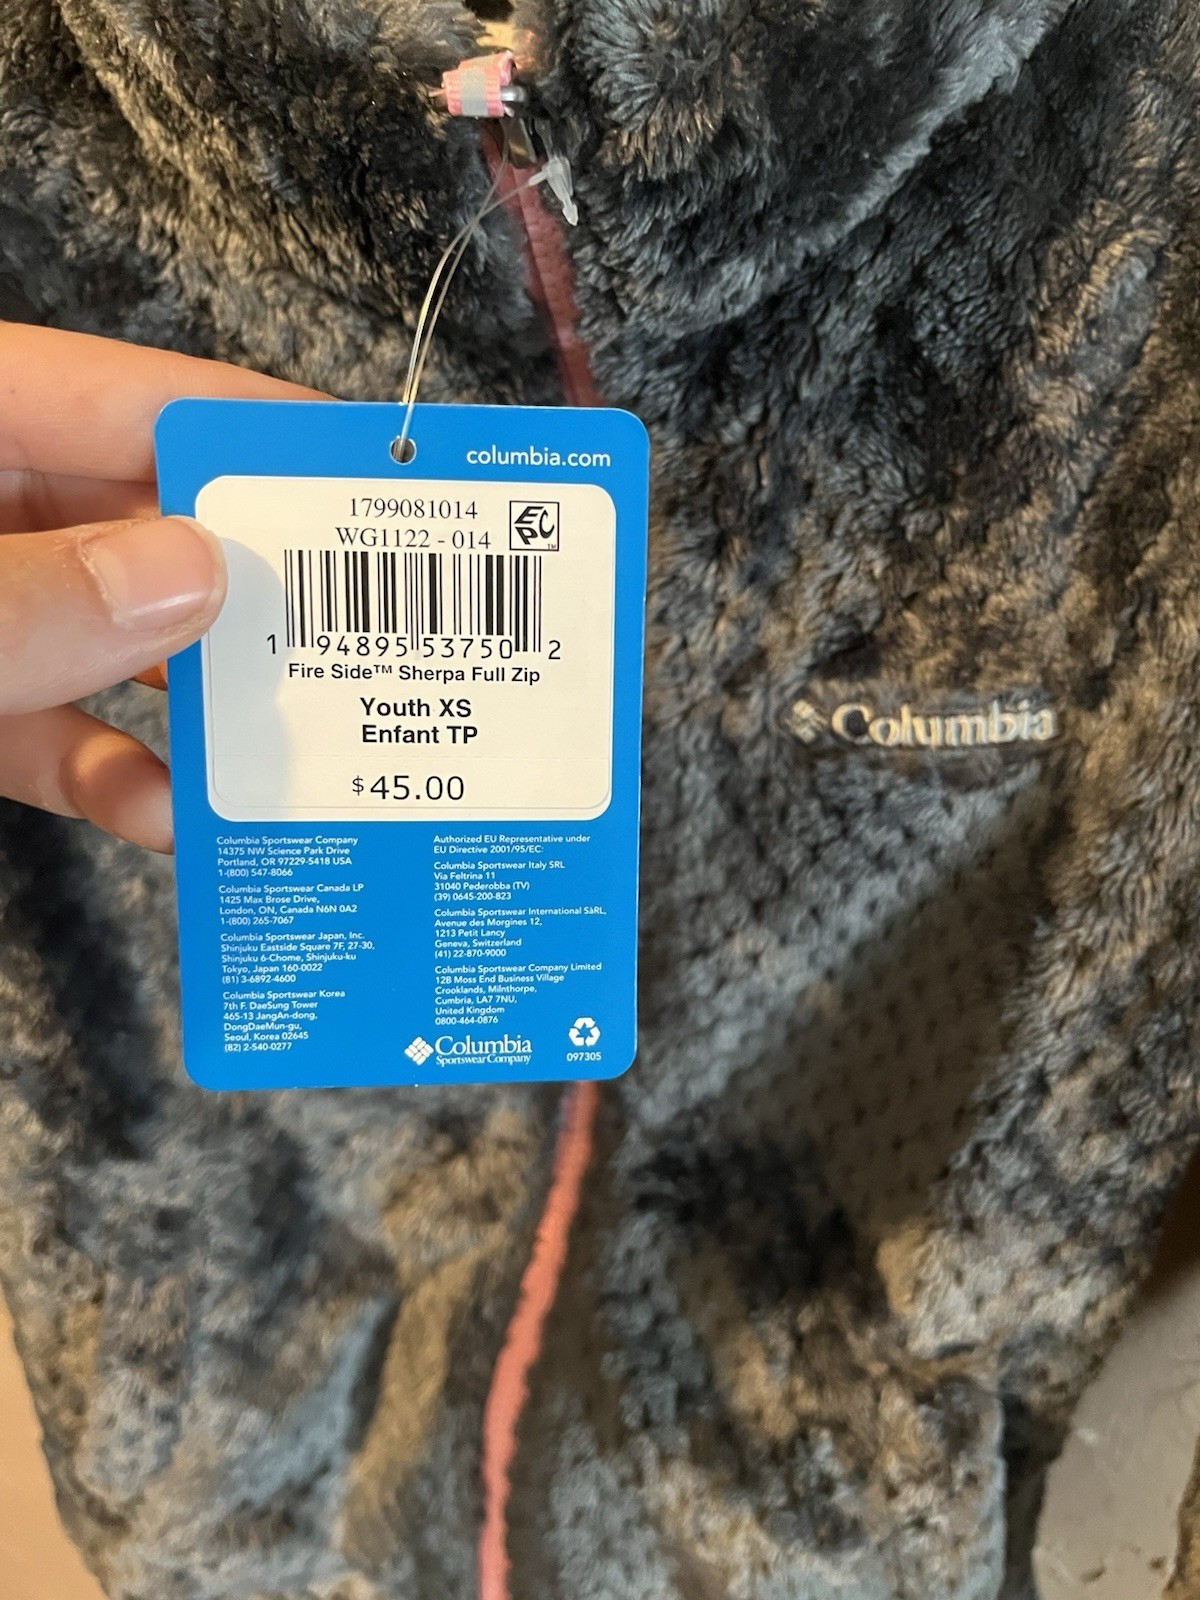 columbia.com
1799081014
WG1122 - 014
EPC™
1 94895 53750 2
Fire Side™ Sherpa Full Zip
Youth XS
Enfant TP
$45.00
Columbia Sportswear Company
14375 NW Science Park Drive
Portland, OR 97229-5418 USA
1-(800) 547-8066
Columbia Sportswear Canada LP
1425 Max Brose Drive,
London, ON, Canada N6N 0A2
1-(800) 265-7067
Columbia Sportswear Japan, Inc.
Shinjuku Eastside Square 7F, 27-30,
Shinjuku 6-Chome, Shinjuku-ku
Tokyo, Japan 160-0022
(81) 3-6892-4600
Columbia Sportswear Korea
7th F. DaeSung Tower
465-13 JangAn-dong,
DongDaeMun-gu,
Seoul, Korea 02645
(82) 2-540-0277
Authorized EU Representative under
EU Directive 2001/95/EC:
Columbia Sportswear Italy SRL
Via Feltrina 11
31040 Pederobba (TV)
(39) 0645-200-823
Columbia Sportswear International SàRL,
Avenue des Morgines 12,
1213 Petit Lancy
Geneva, Switzerland
(41) 22-870-9000
Columbia Sportswear Company Limited
12B Moss End Business Village
Crooklands, Milnthorpe,
Cumbria, LA7 7NU,
United Kingdom
0800-464-0876
Columbia
Sportswear Company
097305
Columbia